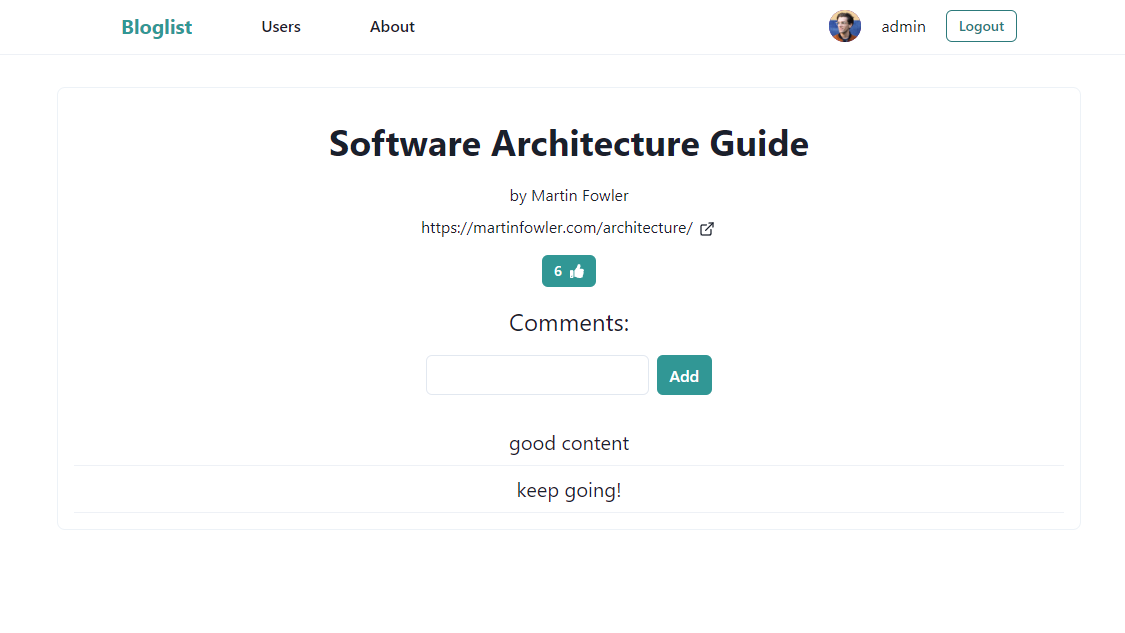 Bloglist Users About admin Logout
Software Architecture Guide
by Martin Fowler
https://martinfowler.com/architecture/
6
Comments:
Add
good content
keep going!